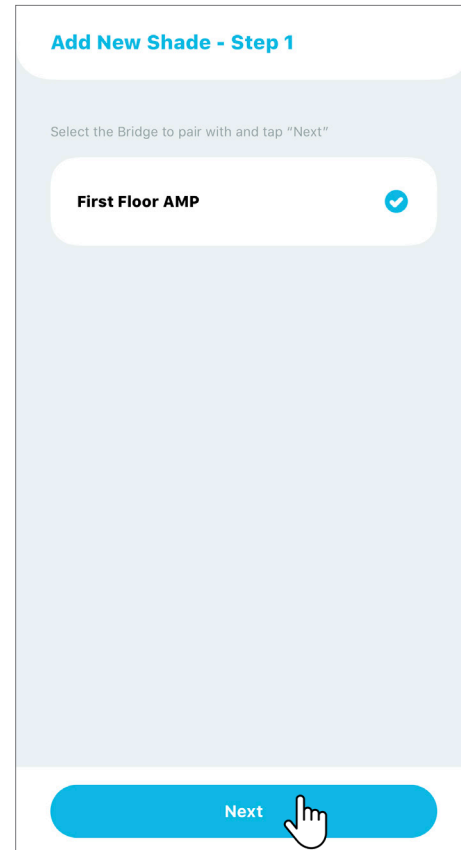 Add New Shade - Step 1
Select the Bridge to pair with and tap “Next”
First Floor AMP
Next